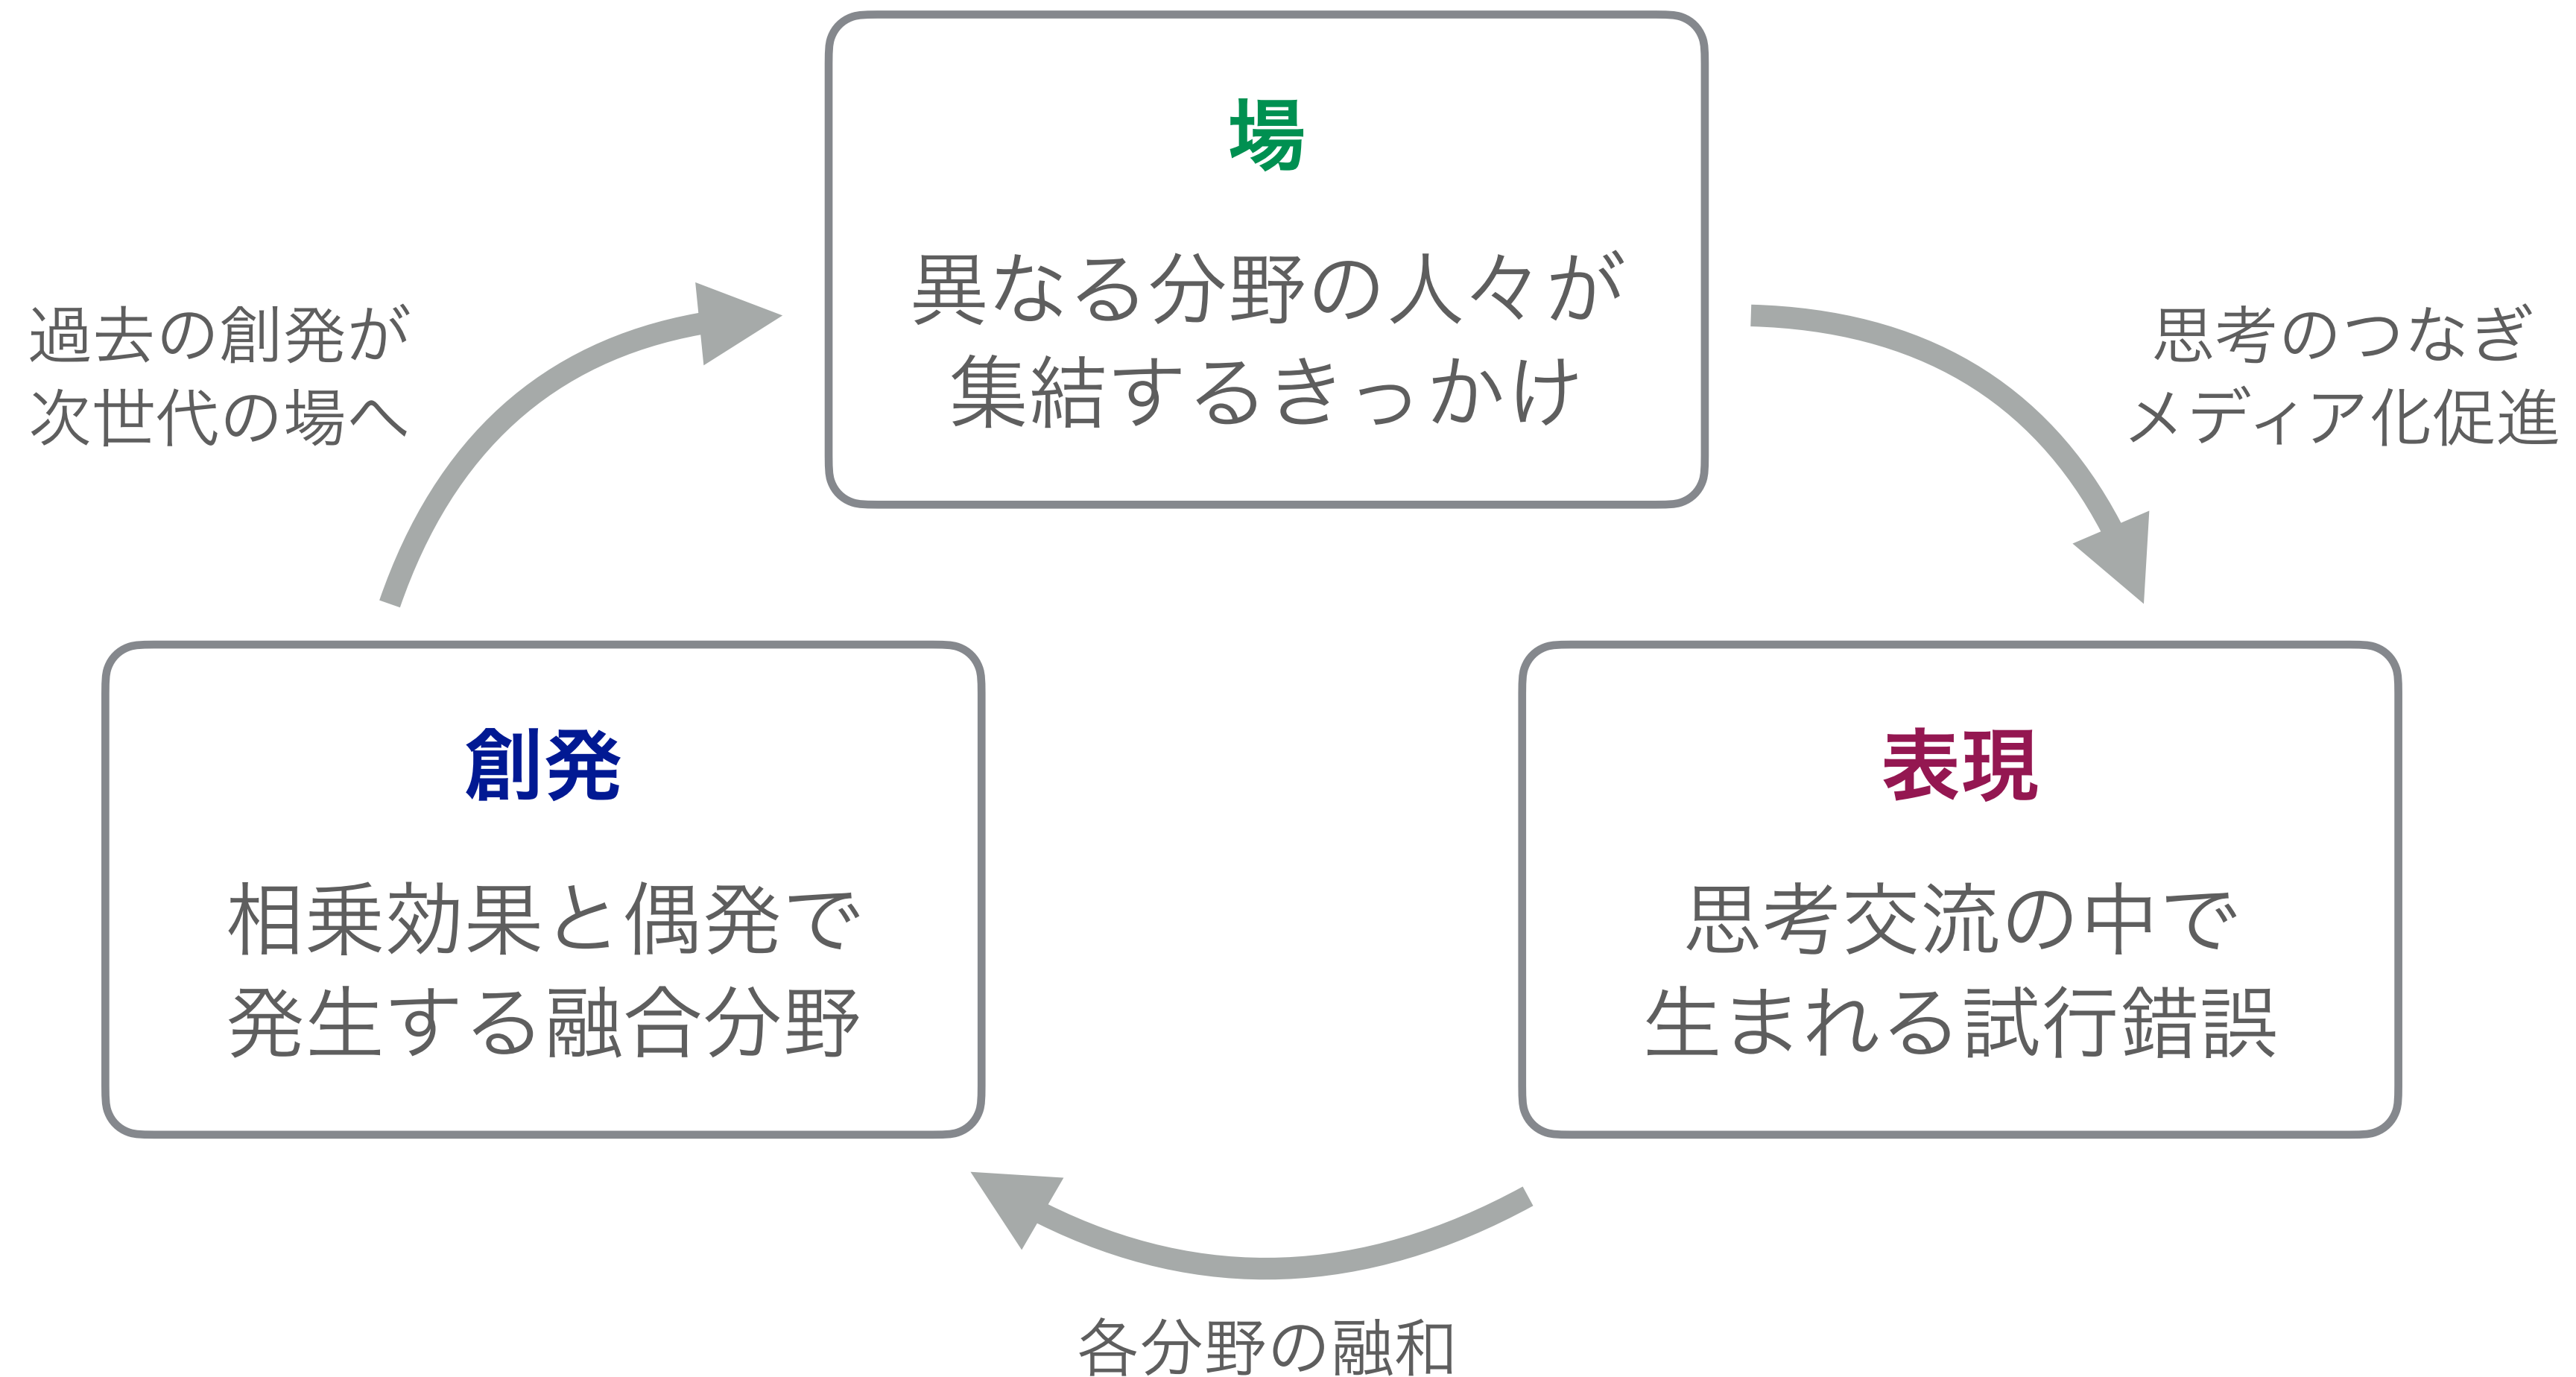 場
異なる分野の人々が
集結するきっかけ
過去の創発が
次世代の場へ
思考のつなぎ
メディア化促進
創発
相乗効果と偶発で
発生する融合分野
表現
思考交流の中で
生まれる試行錯誤
各分野の融和